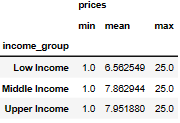 prices
min mean max
income_group
Low Income 1.0 6.562549 25.0
Middle Income 1.0 7.862944 25.0
Upper Income 1.0 7.951880 25.0